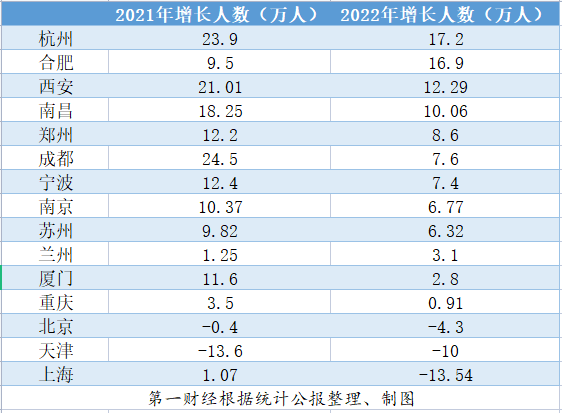 2021年增长人数（万人） 2022年增长人数（万人）
杭州 23.9 17.2
合肥 9.5 16.9
西安 21.01 12.29
南昌 18.25 10.06
郑州 12.2 8.6
成都 24.5 7.6
宁波 12.4 7.4
南京 10.37 6.77
苏州 9.82 6.32
兰州 1.25 3.1
厦门 11.6 2.8
重庆 3.5 0.91
北京 -0.4 -4.3
天津 -13.6 -10
上海 1.07 -13.54
第一财经根据统计公报整理、制图